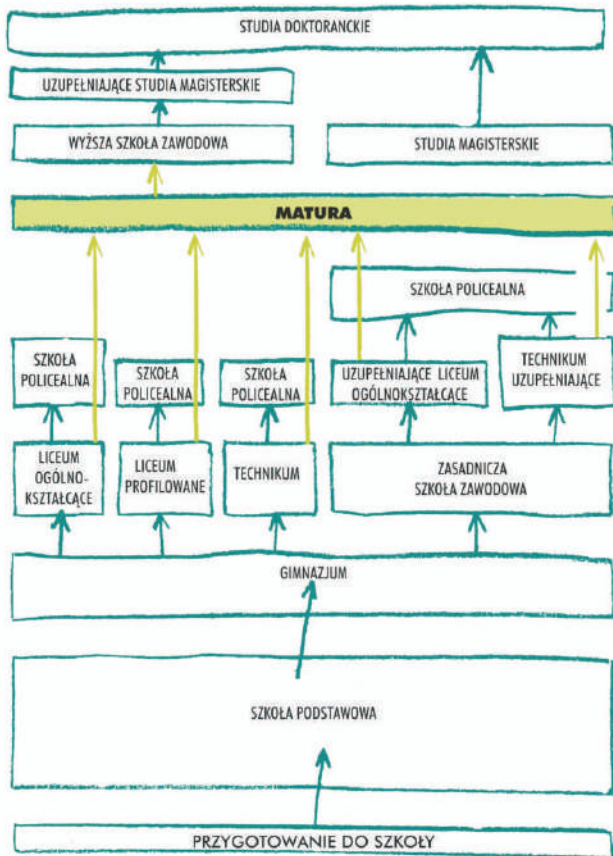 STUDIA DOKTORANCKIE
UZUPEŁNIAJĄCE STUDIA MAGISTERSKIE
WYŻSZA SZKOŁA ZAWODOWA
STUDIA MAGISTERSKIE
MATURA
SZKOŁA POLICEALNA
SZKOŁA
POLICEALNA
SZKOŁA
POLICEALNA
SZKOŁA
POLICEALNA
UZUPEŁNIAJĄCE LICEUM
OGÓLNOKSZTAŁCĄCE
TECHNIKUM
UZUPEŁNIAJĄCE
LICEUM
OGÓLNO-
KSZTAŁCĄCE
LICEUM
PROFILOWANE
TECHNIKUM
ZASADNICZA
SZKOŁA ZAWODOWA
GIMNAZJUM
SZKOŁA PODSTAWOWA
PRZYGOTOWANIE DO SZKOŁY